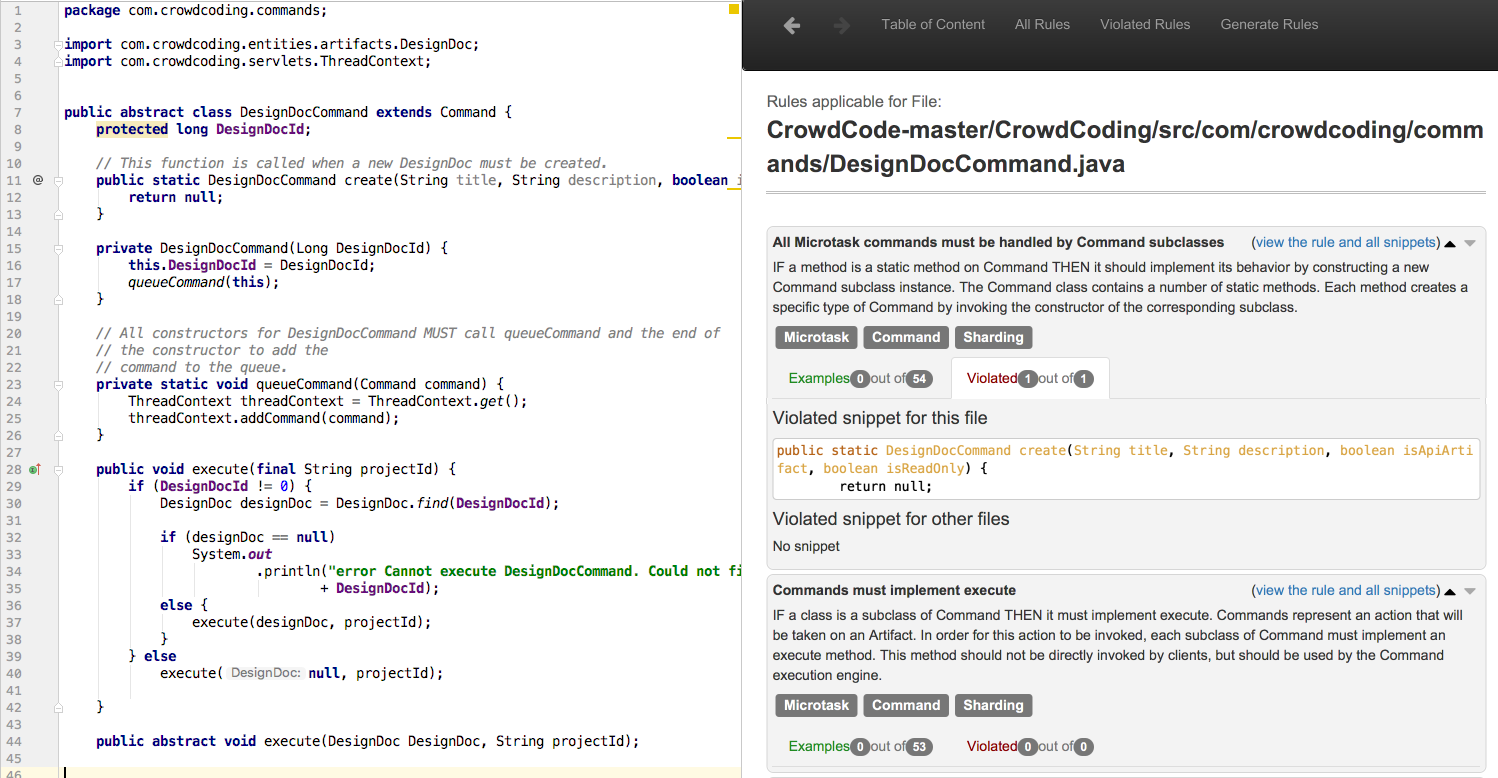 1 package com.crowdcoding.commands;
2
3 import com.crowdcoding.entities.artifacts.DesignDoc;
4 import com.crowdcoding.servlets.ThreadContext;
5
6
7 public abstract class DesignDocCommand extends Command {
8 protected long DesignDocId;
9
10 // This function is called when a new DesignDoc must be created.
11 @ public static DesignDocCommand create(String title, String description, boolean i
12 return null;
13 }
14
15 private DesignDocCommand(Long DesignDocId) {
16 this.DesignDocId = DesignDocId;
17 queueCommand(this);
18 }
19
20 // All constructors for DesignDocCommand MUST call queueCommand and the end of
21 // the constructor to add the
22 // command to the queue.
23 private static void queueCommand(Command command) {
24 ThreadContext threadContext = ThreadContext.get();
25 threadContext.addCommand(command);
26 }
27
28 public void execute(final String projectId) {
29 if (DesignDocId != 0) {
30 DesignDoc designDoc = DesignDoc.find(DesignDocId);
31
32 if (designDoc == null)
33 System.out
34 .println("error Cannot execute DesignDocCommand. Could not fi
35 + DesignDocId);
36 else {
37 execute(designDoc, projectId);
38 }
39 } else
40 execute( DesignDoc: null, projectId);
41
42 }
43
44 public abstract void execute(DesignDoc DesignDoc, String projectId);
45
46
Table of Content All Rules Violated Rules Generate Rules
Rules applicable for File:
CrowdCode-master/CrowdCoding/src/com/crowdcoding/comm
ands/DesignDocCommand.java
All Microtask commands must be handled by Command subclasses (view the rule and all snippets)
IF a method is a static method on Command THEN it should implement its behavior by constructing a new
Command subclass instance. The Command class contains a number of static methods. Each method creates a
specific type of Command by invoking the constructor of the corresponding subclass.
Microtask Command Sharding
Examples 0 out of 54 Violated 1 out of 1
Violated snippet for this file
public static DesignDocCommand create(String title, String description, boolean isApiArti
fact, boolean isReadOnly) {
return null;
Violated snippet for other files
No snippet
Commands must implement execute (view the rule and all snippets)
IF a class is a subclass of Command THEN it must implement execute. Commands represent an action that will
be taken on an Artifact. In order for this action to be invoked, each subclass of Command must implement an
execute method. This method should not be directly invoked by clients, but should be used by the Command
execution engine.
Microtask Command Sharding
Examples 0 out of 53 Violated 0 out of 0